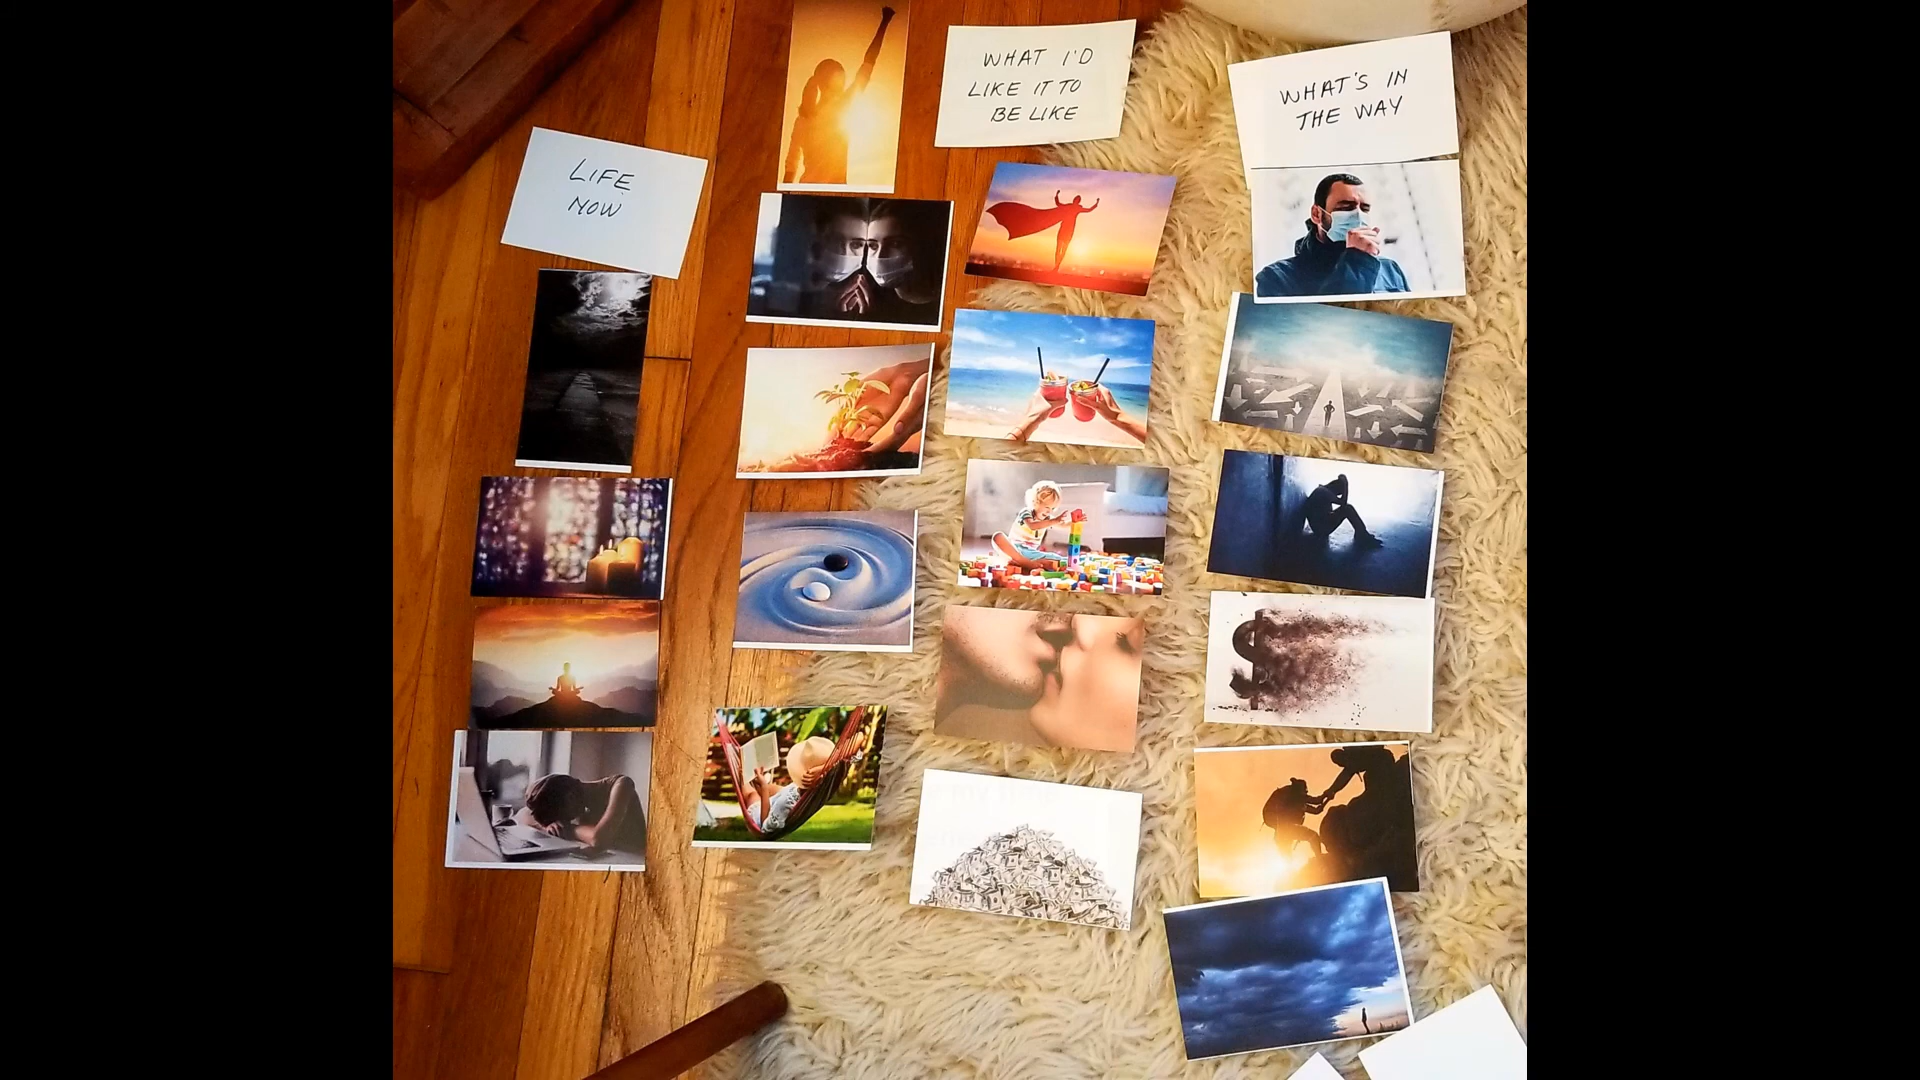 LIFE
NOW
WHAT I'D
LIKE IT TO
BE LIKE
WHAT'S IN
THE WAY